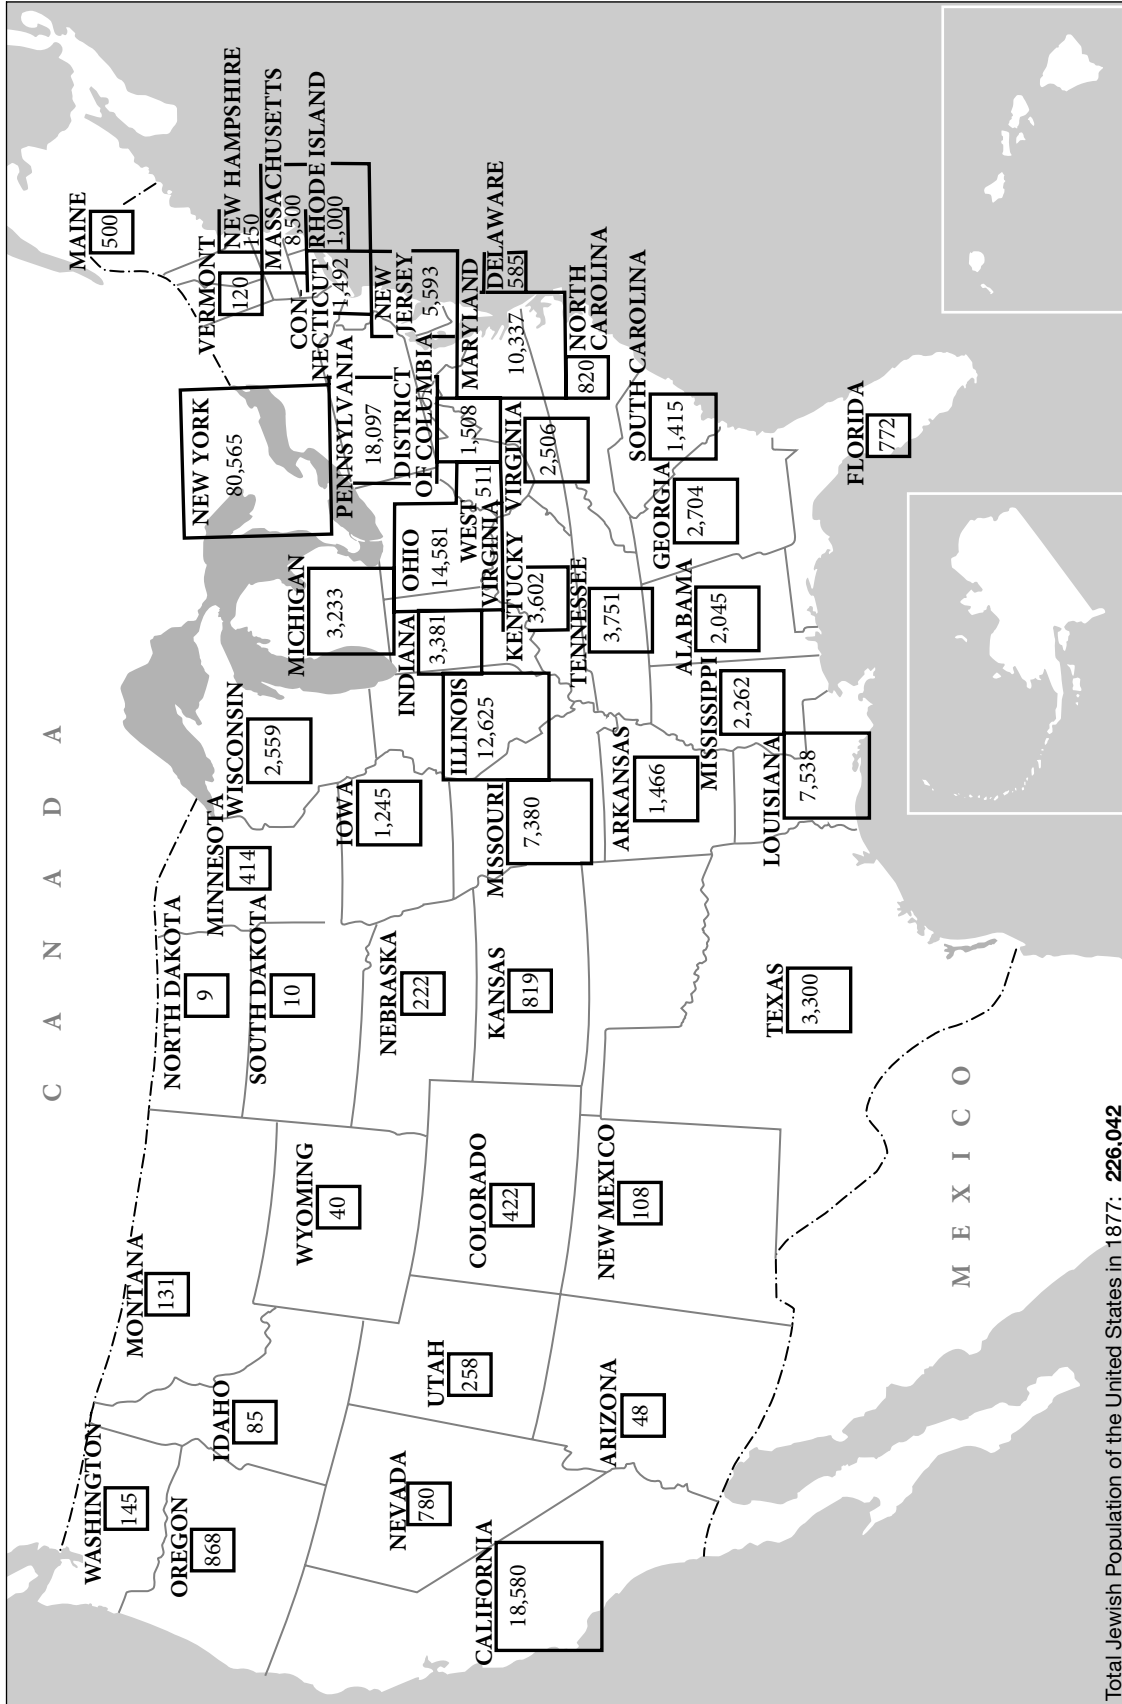 C A N A D A
WASHINGTON
145
OREGON
868
IDAHO
85
MONTANA
131
WYOMING
40
NORTH DAKOTA
9
SOUTH DAKOTA
10
MINNESOTA
414
WISCONSIN
2,559
MICHIGAN
3,233
NEW YORK
80,565
VERMONT
120
MAINE
500
NEW HAMPSHIRE
150
MASSACHUSETTS
8,500
RHODE ISLAND
1,000
CON-
NECTICUT
1,492
NEW
JERSEY
5,593
PENNSYLVANIA
18,097
DISTRICT
OF COLUMBIA
1,508
MARYLAND
10,337
DELAWARE
585
CALIFORNIA
18,580
NEVADA
780
UTAH
258
COLORADO
422
NEBRASKA
222
KANSAS
819
IOWA
1,245
MISSOURI
7,380
ILLINOIS
12,625
INDIANA
3,381
OHIO
14,581
WEST
VIRGINIA
511
VIRGINIA
2,506
KENTUCKY
3,602
TENNESSEE
3,751
NORTH
CAROLINA
820
SOUTH CAROLINA
1,415
GEORGIA
2,704
ALABAMA
2,045
MISSISSIPPI
2,262
ARKANSAS
1,466
LOUISIANA
7,538
ARIZONA
48
NEW MEXICO
108
TEXAS
3,300
FLORIDA
772
M E X I C O
Total Jewish Population of the United States in 1877: 226,042